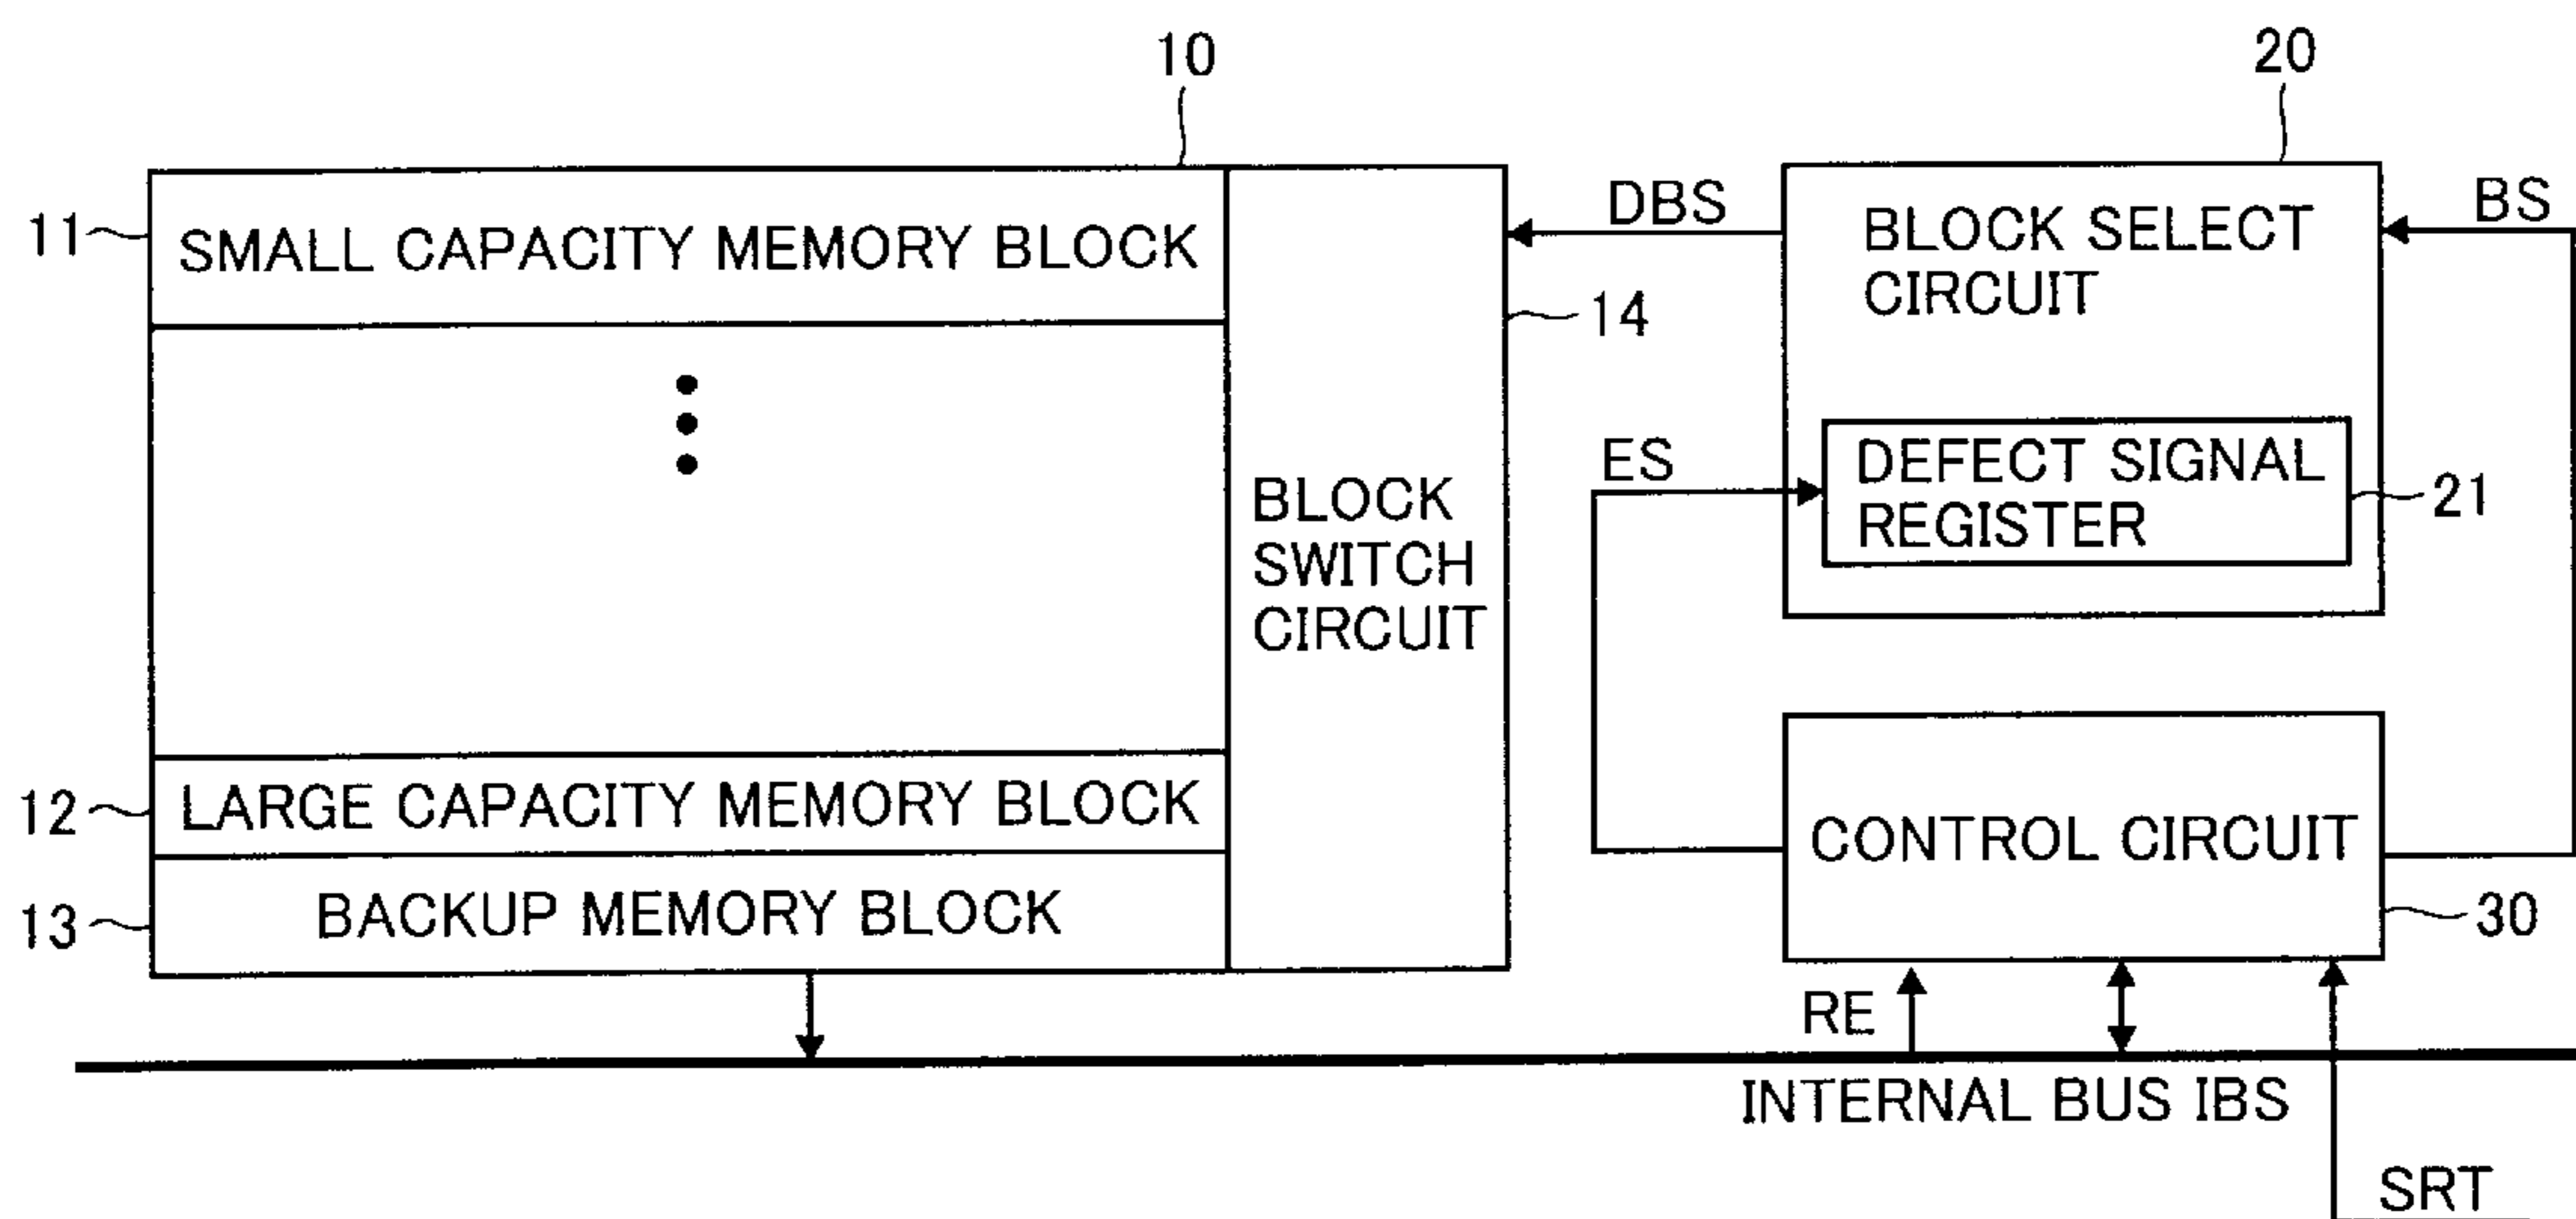 10
20
11
SMALL CAPACITY MEMORY BLOCK
DBS
BLOCK SELECT
CIRCUIT
BS
14
ES
DEFECT SIGNAL
REGISTER
21
BLOCK
SWITCH
CIRCUIT
12
LARGE CAPACITY MEMORY BLOCK
CONTROL CIRCUIT
13
BACKUP MEMORY BLOCK
30
RE
INTERNAL BUS IBS
SRT